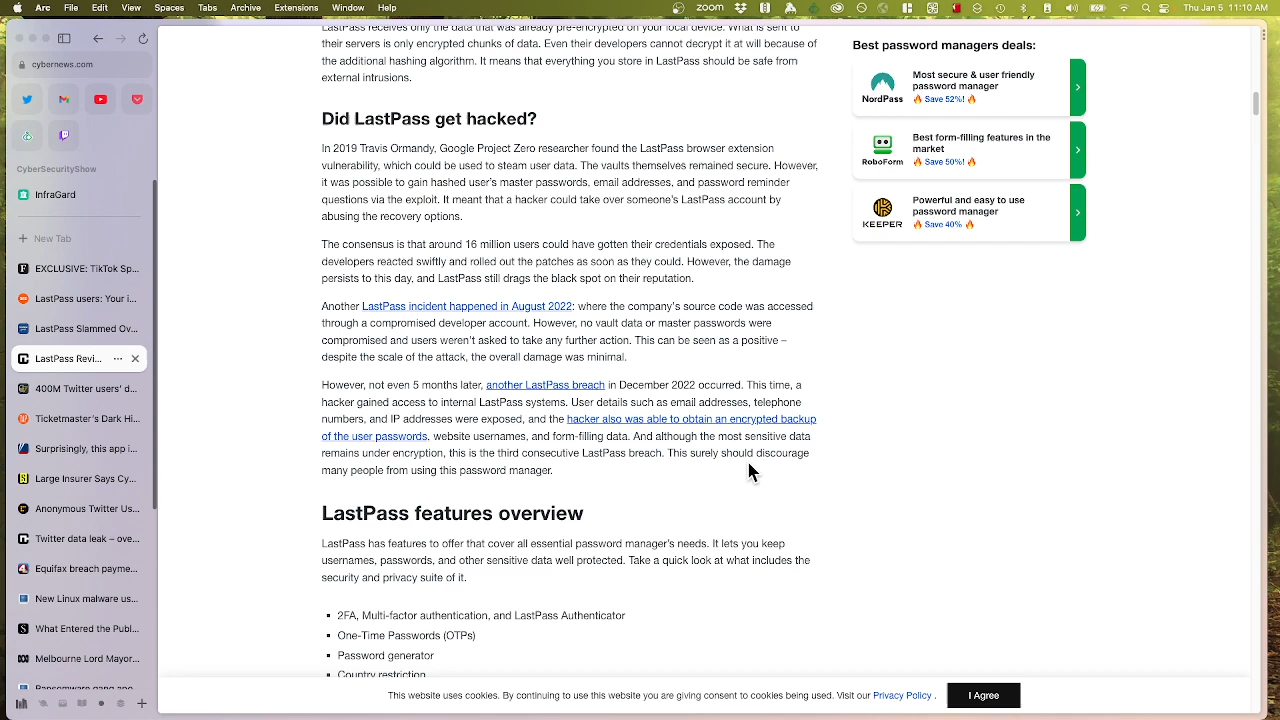 Arc File Edit View Spaces Tabs Archive Extensions Window Help
Thu Jan 5 11:10 AM
cybernews.com
CyberSecurityShow
InfraGard
New Tab
EXCLUSIVE: TikTok Sp...
LastPass users: Your i...
LastPass Slammed Ov...
LastPass Revi...
400M Twitter users' d...
Ticketmaster's Dark Hi...
Surprisingly, the app i...
Large Insurer Says Cy...
Anonymous Twitter Us...
Twitter data leak – ove...
Equifax breach payme...
New Linux malware us...
What Entered the Publ...
Melbourne Lord Mayor...
Ransomware gang apo...
LastPass receives only the data that was already pre-encrypted on your local device. What is sent to
their servers is only encrypted chunks of data. Even their developers cannot decrypt it at will because of
the additional hashing algorithm. It means that everything you store in LastPass should be safe from
external intrusions.
Did LastPass get hacked?
In 2019 Travis Ormandy, Google Project Zero researcher found the LastPass browser extension
vulnerability, which could be used to steam user data. The vaults themselves remained secure. However,
it was possible to gain hashed user's master passwords, email addresses, and password reminder
questions via the exploit. It meant that a hacker could take over someone's LastPass account by
abusing the recovery options.
The consensus is that around 16 million users could have gotten their credentials exposed. The
developers reacted swiftly and rolled out the patches as soon as they could. However, the damage
persists to this day, and LastPass still drags the black spot on their reputation.
Another LastPass incident happened in August 2022: where the company's source code was accessed
through a compromised developer account. However, no vault data or master passwords were
compromised and users weren't asked to take any further action. This can be seen as a positive –
despite the scale of the attack, the overall damage was minimal.
However, not even 5 months later, another LastPass breach in December 2022 occurred. This time, a
hacker gained access to internal LastPass systems. User details such as email addresses, telephone
numbers, and IP addresses were exposed, and the hacker also was able to obtain an encrypted backup
of the user passwords, website usernames, and form-filling data. And although the most sensitive data
remains under encryption, this is the third consecutive LastPass breach. This surely should discourage
many people from using this password manager.
LastPass features overview
LastPass has features to offer that cover all essential password manager's needs. It lets you keep
usernames, passwords, and other sensitive data well protected. Take a quick look at what includes the
security and privacy suite of it.
▪ 2FA, Multi-factor authentication, and LastPass Authenticator
▪ One-Time Passwords (OTPs)
▪ Password generator
▪ Country restriction
Best password managers deals:
NordPass
Most secure & user friendly
password manager
🔥 Save 52%! 🔥
RoboForm
Best form-filling features in the
market
🔥 Save 50%! 🔥
KEEPER
Powerful and easy to use
password manager
🔥 Save 40% 🔥
This website uses cookies. By continuing to use this website you are giving consent to cookies being used. Visit our Privacy Policy .
I Agree